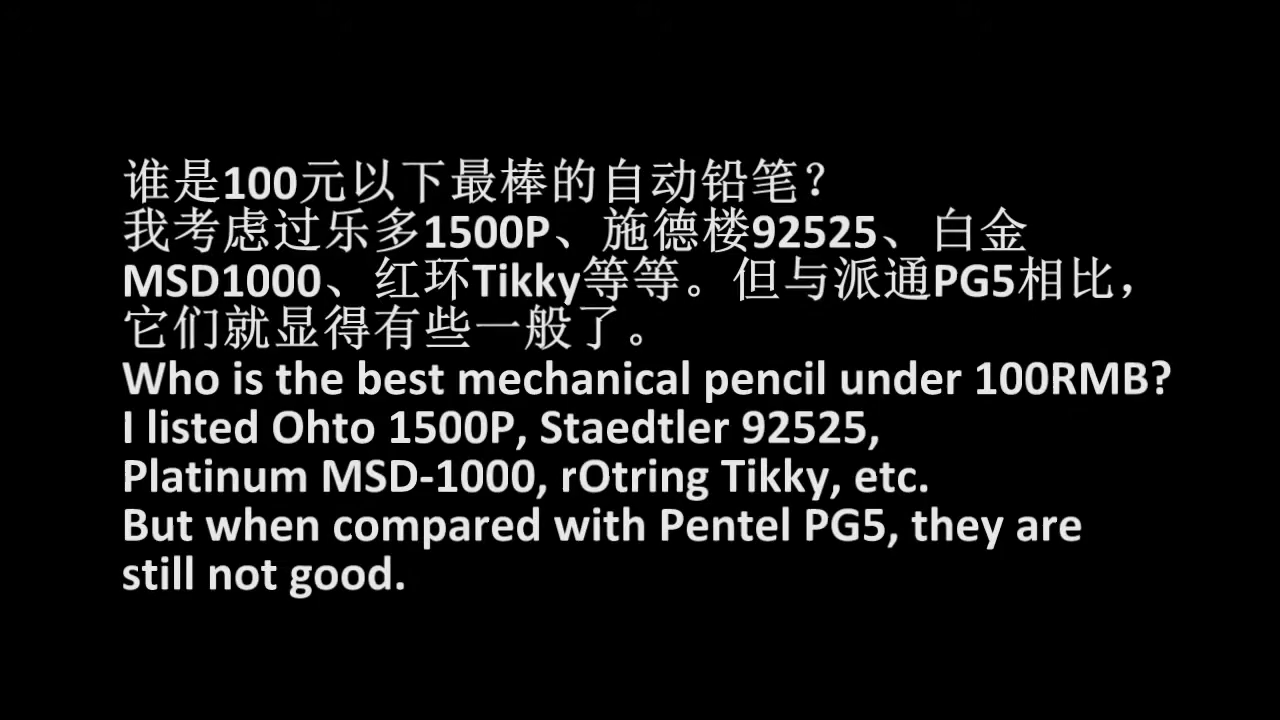 谁是100元以下最棒的自动铅笔？
我考虑过乐多1500P、施德楼92525、白金
MSD1000、红环Tikky等等。但与派通PG5相比，
它们就显得有些一般了。
Who is the best mechanical pencil under 100RMB?
I listed Ohto 1500P, Staedtler 92525,
Platinum MSD-1000, rOtring Tikky, etc.
But when compared with Pentel PG5, they are
still not good.